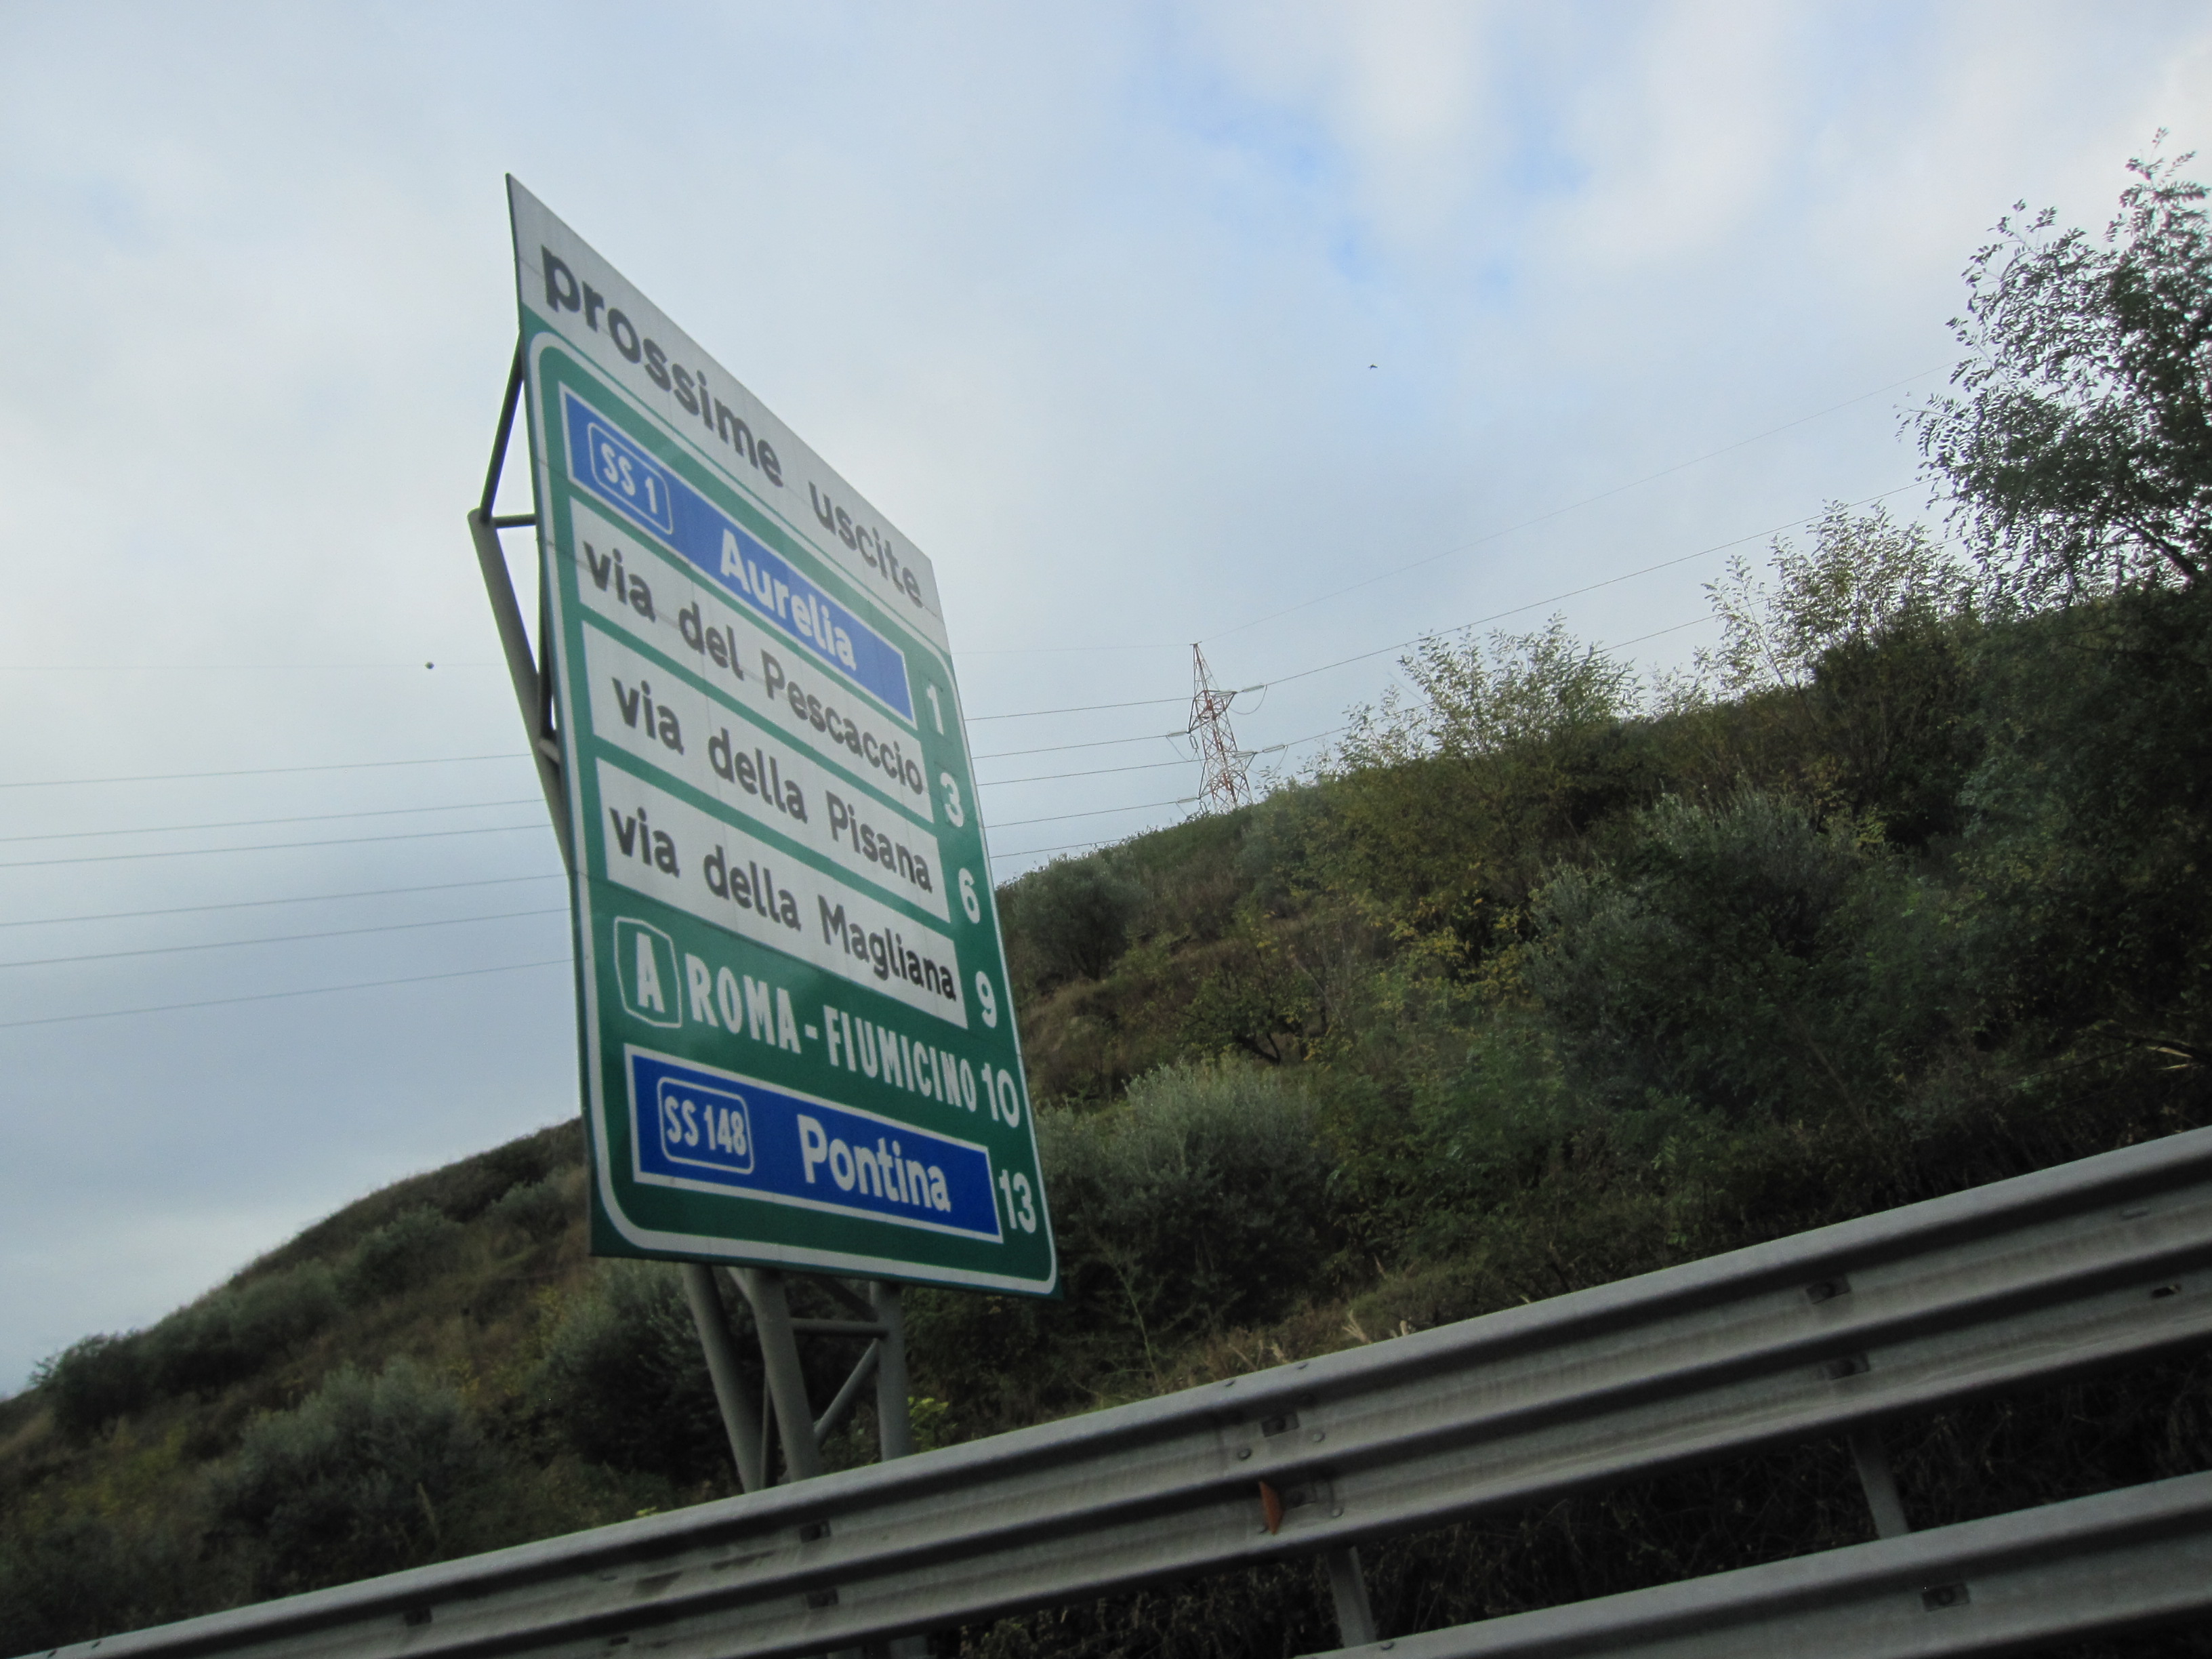 prossime uscite
SS 1 Aurelia 1
via del Pescaccio 3
via della Pisana 6
via della Magliana 9
A ROMA-FIUMICINO 10
SS 148 Pontina 13